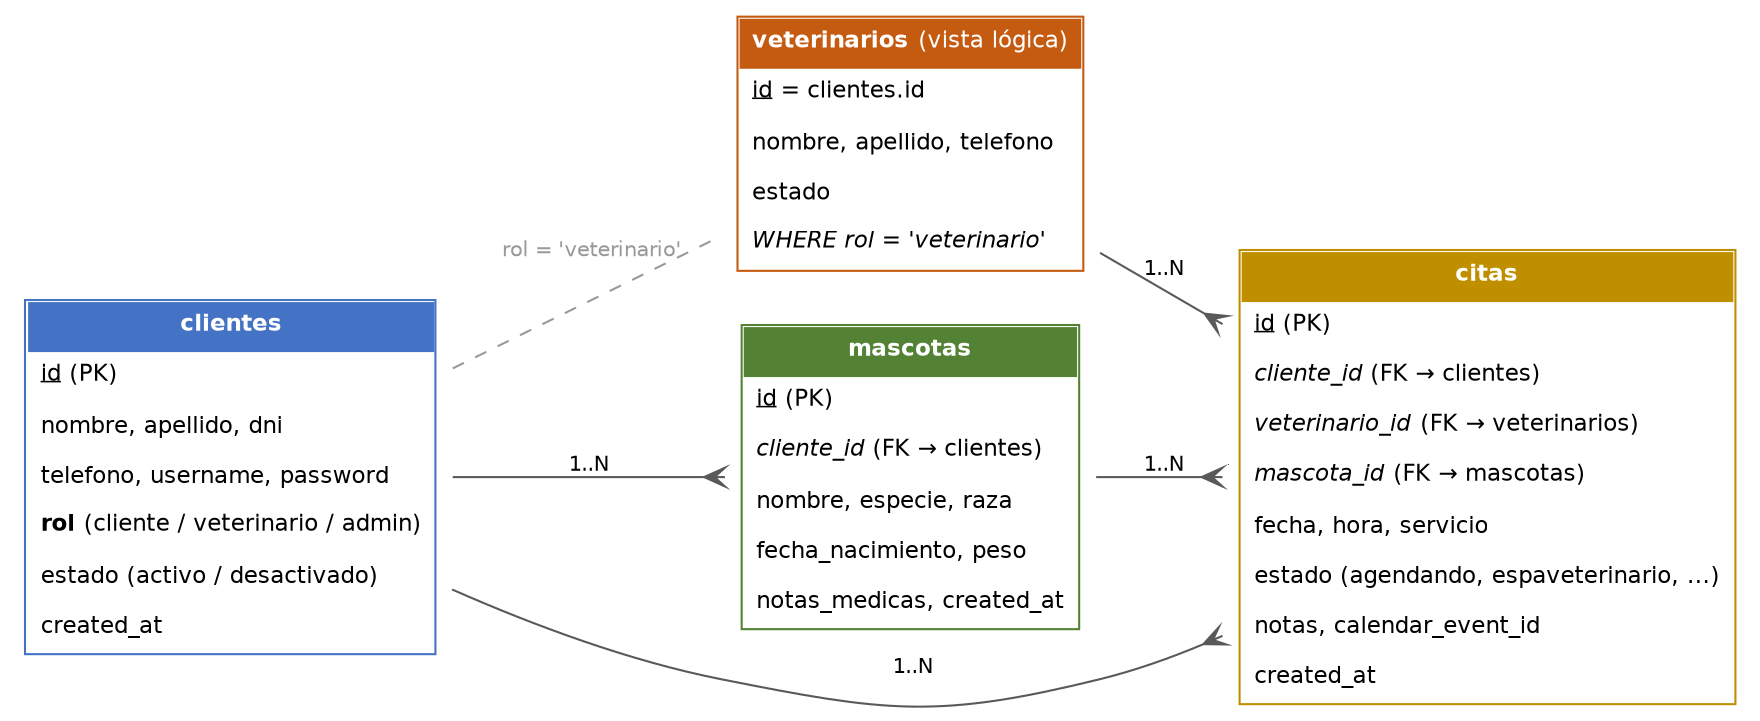 veterinarios (vista lógica)
id = clientes.id
nombre, apellido, telefono
estado
WHERE rol = 'veterinario'
rol = 'veterinario'
clientes
id (PK)
nombre, apellido, dni
telefono, username, password
rol (cliente / veterinario / admin)
estado (activo / desactivado)
created_at
1..N
mascotas
id (PK)
cliente_id (FK → clientes)
nombre, especie, raza
fecha_nacimiento, peso
notas_medicas, created_at
1..N
1..N
1..N
citas
id (PK)
cliente_id (FK → clientes)
veterinario_id (FK → veterinarios)
mascota_id (FK → mascotas)
fecha, hora, servicio
estado (agendando, espaveterinario, ...)
notas, calendar_event_id
created_at